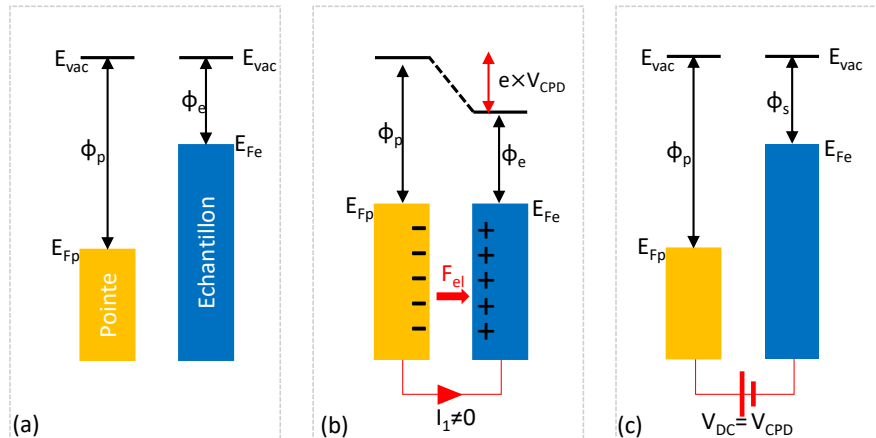 E_vac
E_vac
ϕ_e
ϕ_p
E_Fe
E_Fp
Pointe
Echantillon
(a)
e×V_CPD
ϕ_p
ϕ_e
E_Fp
E_Fe
F_el
I_1≠0
(b)
E_vac
E_vac
ϕ_s
ϕ_p
E_Fe
E_Fp
V_DC= V_CPD
(c)